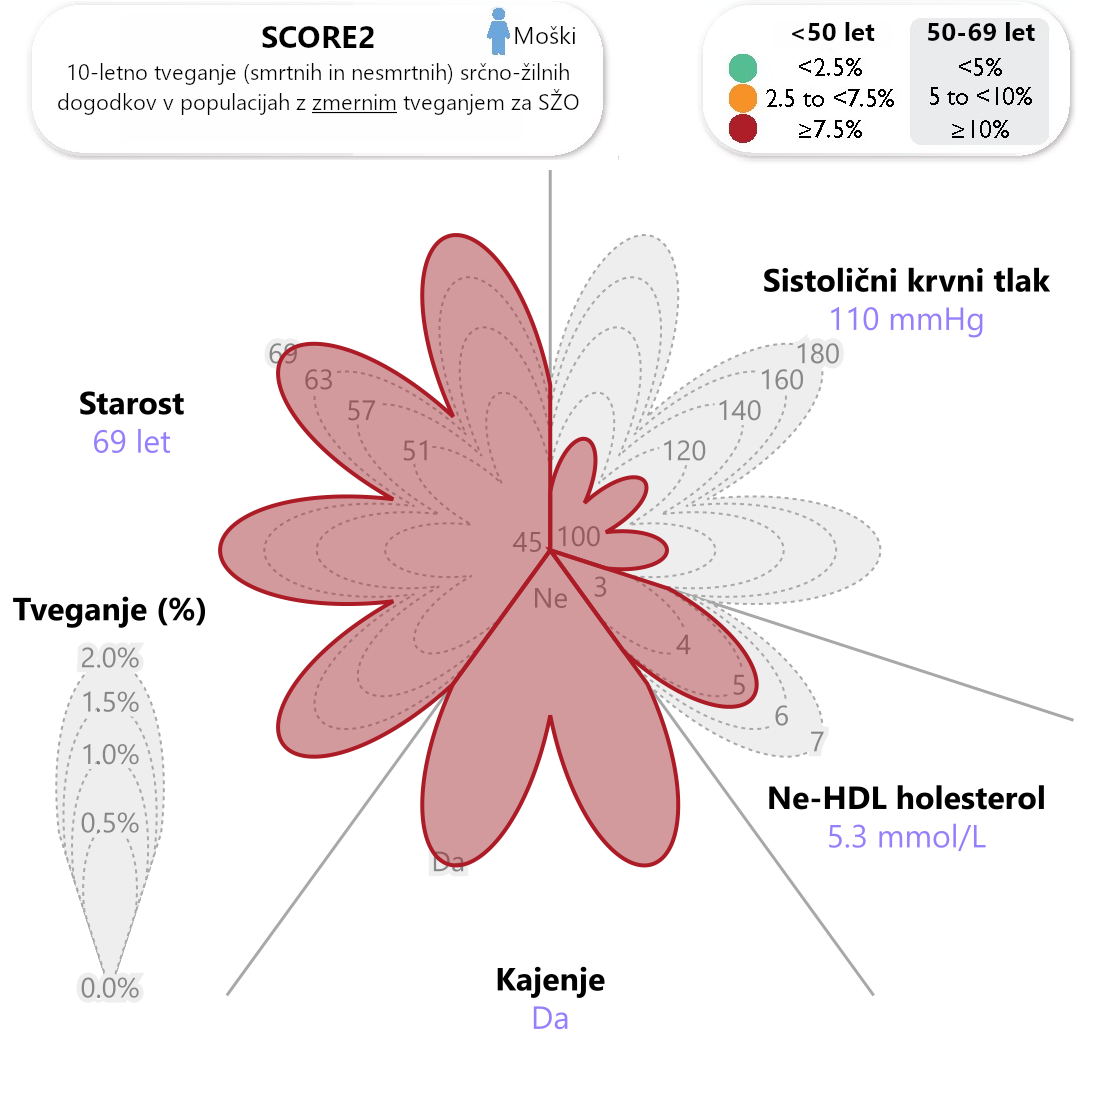 SCORE2
Moški
10-letno tveganje (smrtnih in nesmrtnih) srčno-žilnih
dogodkov v populacijah z zmernim tveganjem za SŽO
<50 let 50-69 let
<2.5% <5%
2.5 to <7.5% 5 to <10%
≥7.5% ≥10%
Sistolični krvni tlak
110 mmHg
180
160
140
120
100
Starost
69 let
69
63
57
51
45
Ne
3
4
5
6
7
Tveganje (%)
2.0%
1.5%
1.0%
0.5%
0.0%
Ne-HDL holesterol
5.3 mmol/L
Da
Kajenje
Da